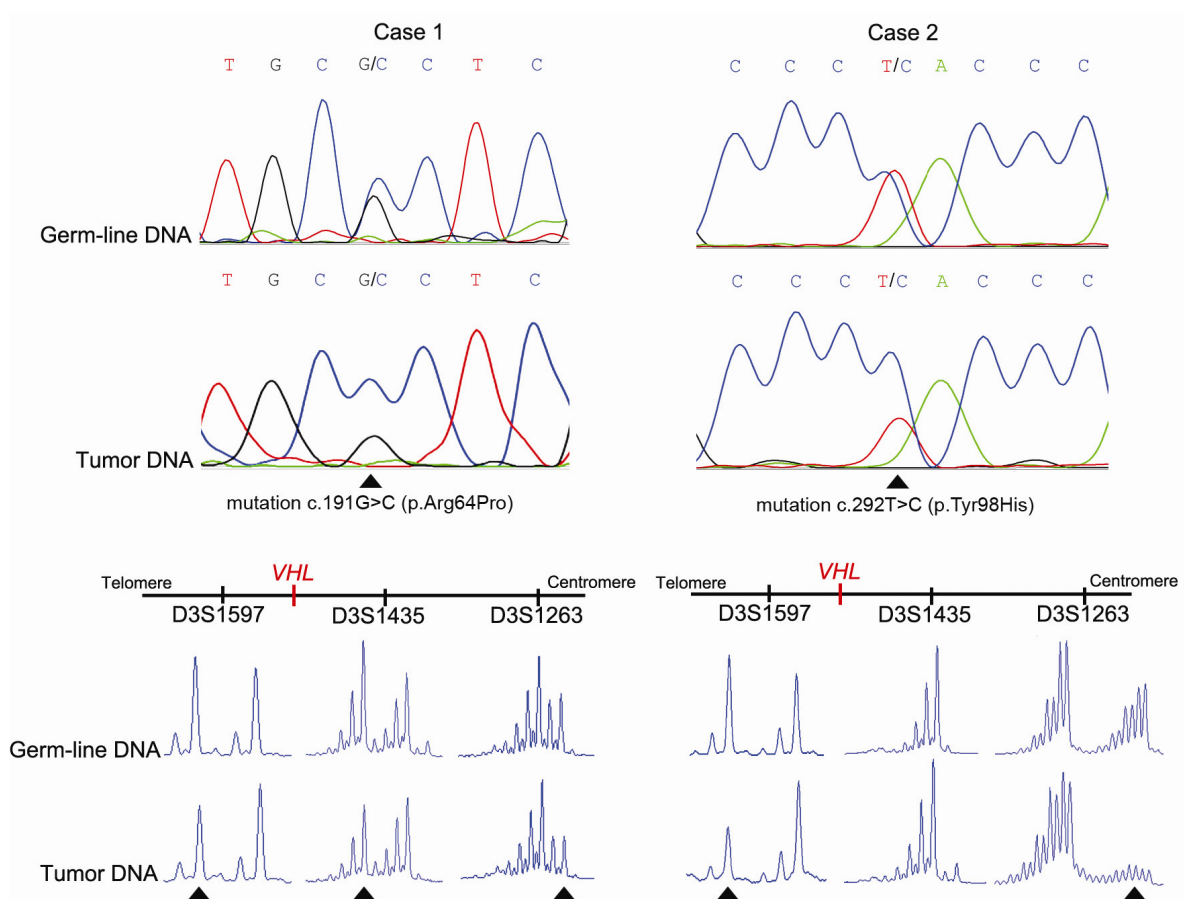 Case 1
Case 2
T G C G/C C T C
C C C T/C A C C C
Germ-line DNA
T G C G/C C T C
C C C T/C A C C C
Tumor DNA
mutation c.191G>C (p.Arg64Pro)
mutation c.292T>C (p.Tyr98His)
Telomere VHL Centromere
D3S1597 D3S1435 D3S1263
Telomere VHL Centromere
D3S1597 D3S1435 D3S1263
Germ-line DNA
Tumor DNA